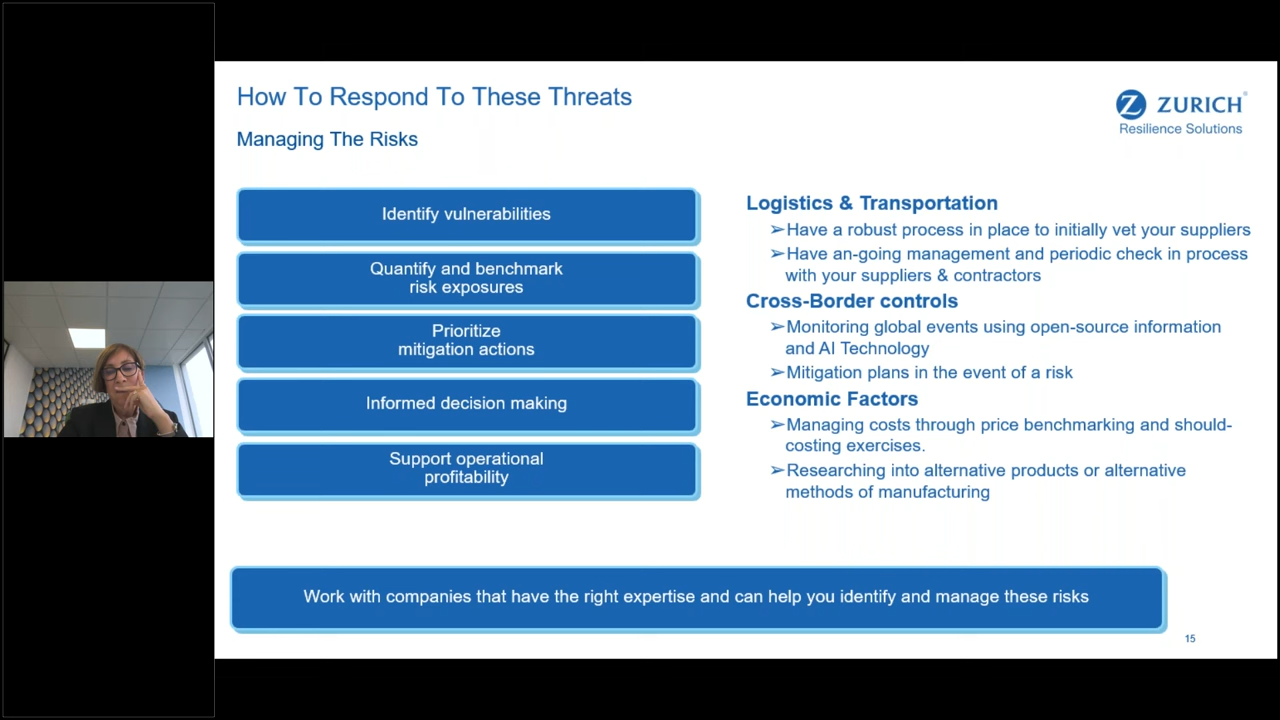 How To Respond To These Threats
Managing The Risks
ZURICH®
Resilience Solutions
Identify vulnerabilities
Quantify and benchmark
risk exposures
Prioritize
mitigation actions
Informed decision making
Support operational
profitability
Logistics & Transportation
➢Have a robust process in place to initially vet your suppliers
➢Have an-going management and periodic check in process
with your suppliers & contractors
Cross-Border controls
➢Monitoring global events using open-source information
and AI Technology
➢Mitigation plans in the event of a risk
Economic Factors
➢Managing costs through price benchmarking and should-
costing exercises.
➢Researching into alternative products or alternative
methods of manufacturing
Work with companies that have the right expertise and can help you identify and manage these risks
15